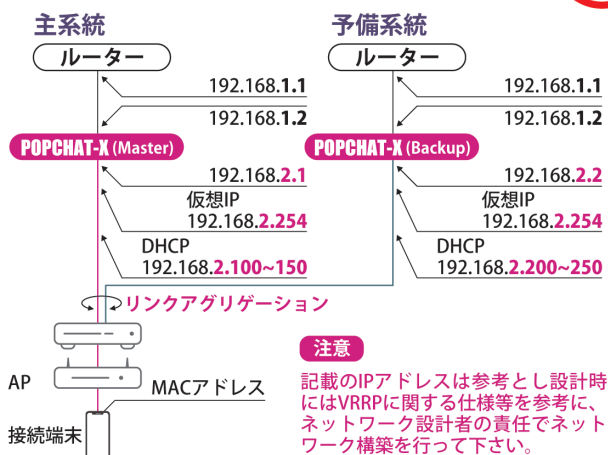 主系統
予備系統
ルーター
ルーター
192.168.1.1
192.168.1.1
192.168.1.2
192.168.1.2
POPCHAT-X (Master)
POPCHAT-X (Backup)
192.168.2.1
192.168.2.2
仮想IP
仮想IP
192.168.2.254
192.168.2.254
DHCP
DHCP
192.168.2.100~150
192.168.2.200~250
リンクアグリゲーション
注意
AP
MACアドレス
接続端末
記載のIPアドレスは参考とし設計時
にはVRRPに関する仕様等を参考に、
ネットワーク設計者の責任でネット
ワーク構築を行って下さい。